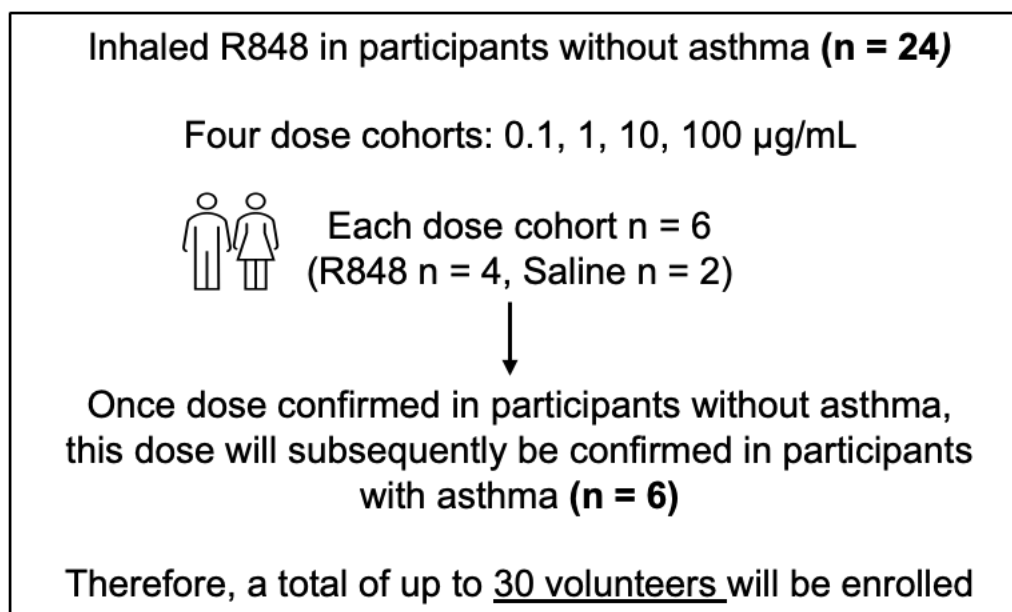 Inhaled R848 in participants without asthma (n = 24)
Four dose cohorts: 0.1, 1, 10, 100 µg/mL
Each dose cohort n = 6
(R848 n = 4, Saline n = 2)
Once dose confirmed in participants without asthma,
this dose will subsequently be confirmed in participants
with asthma (n = 6)
Therefore, a total of up to 30 volunteers will be enrolled